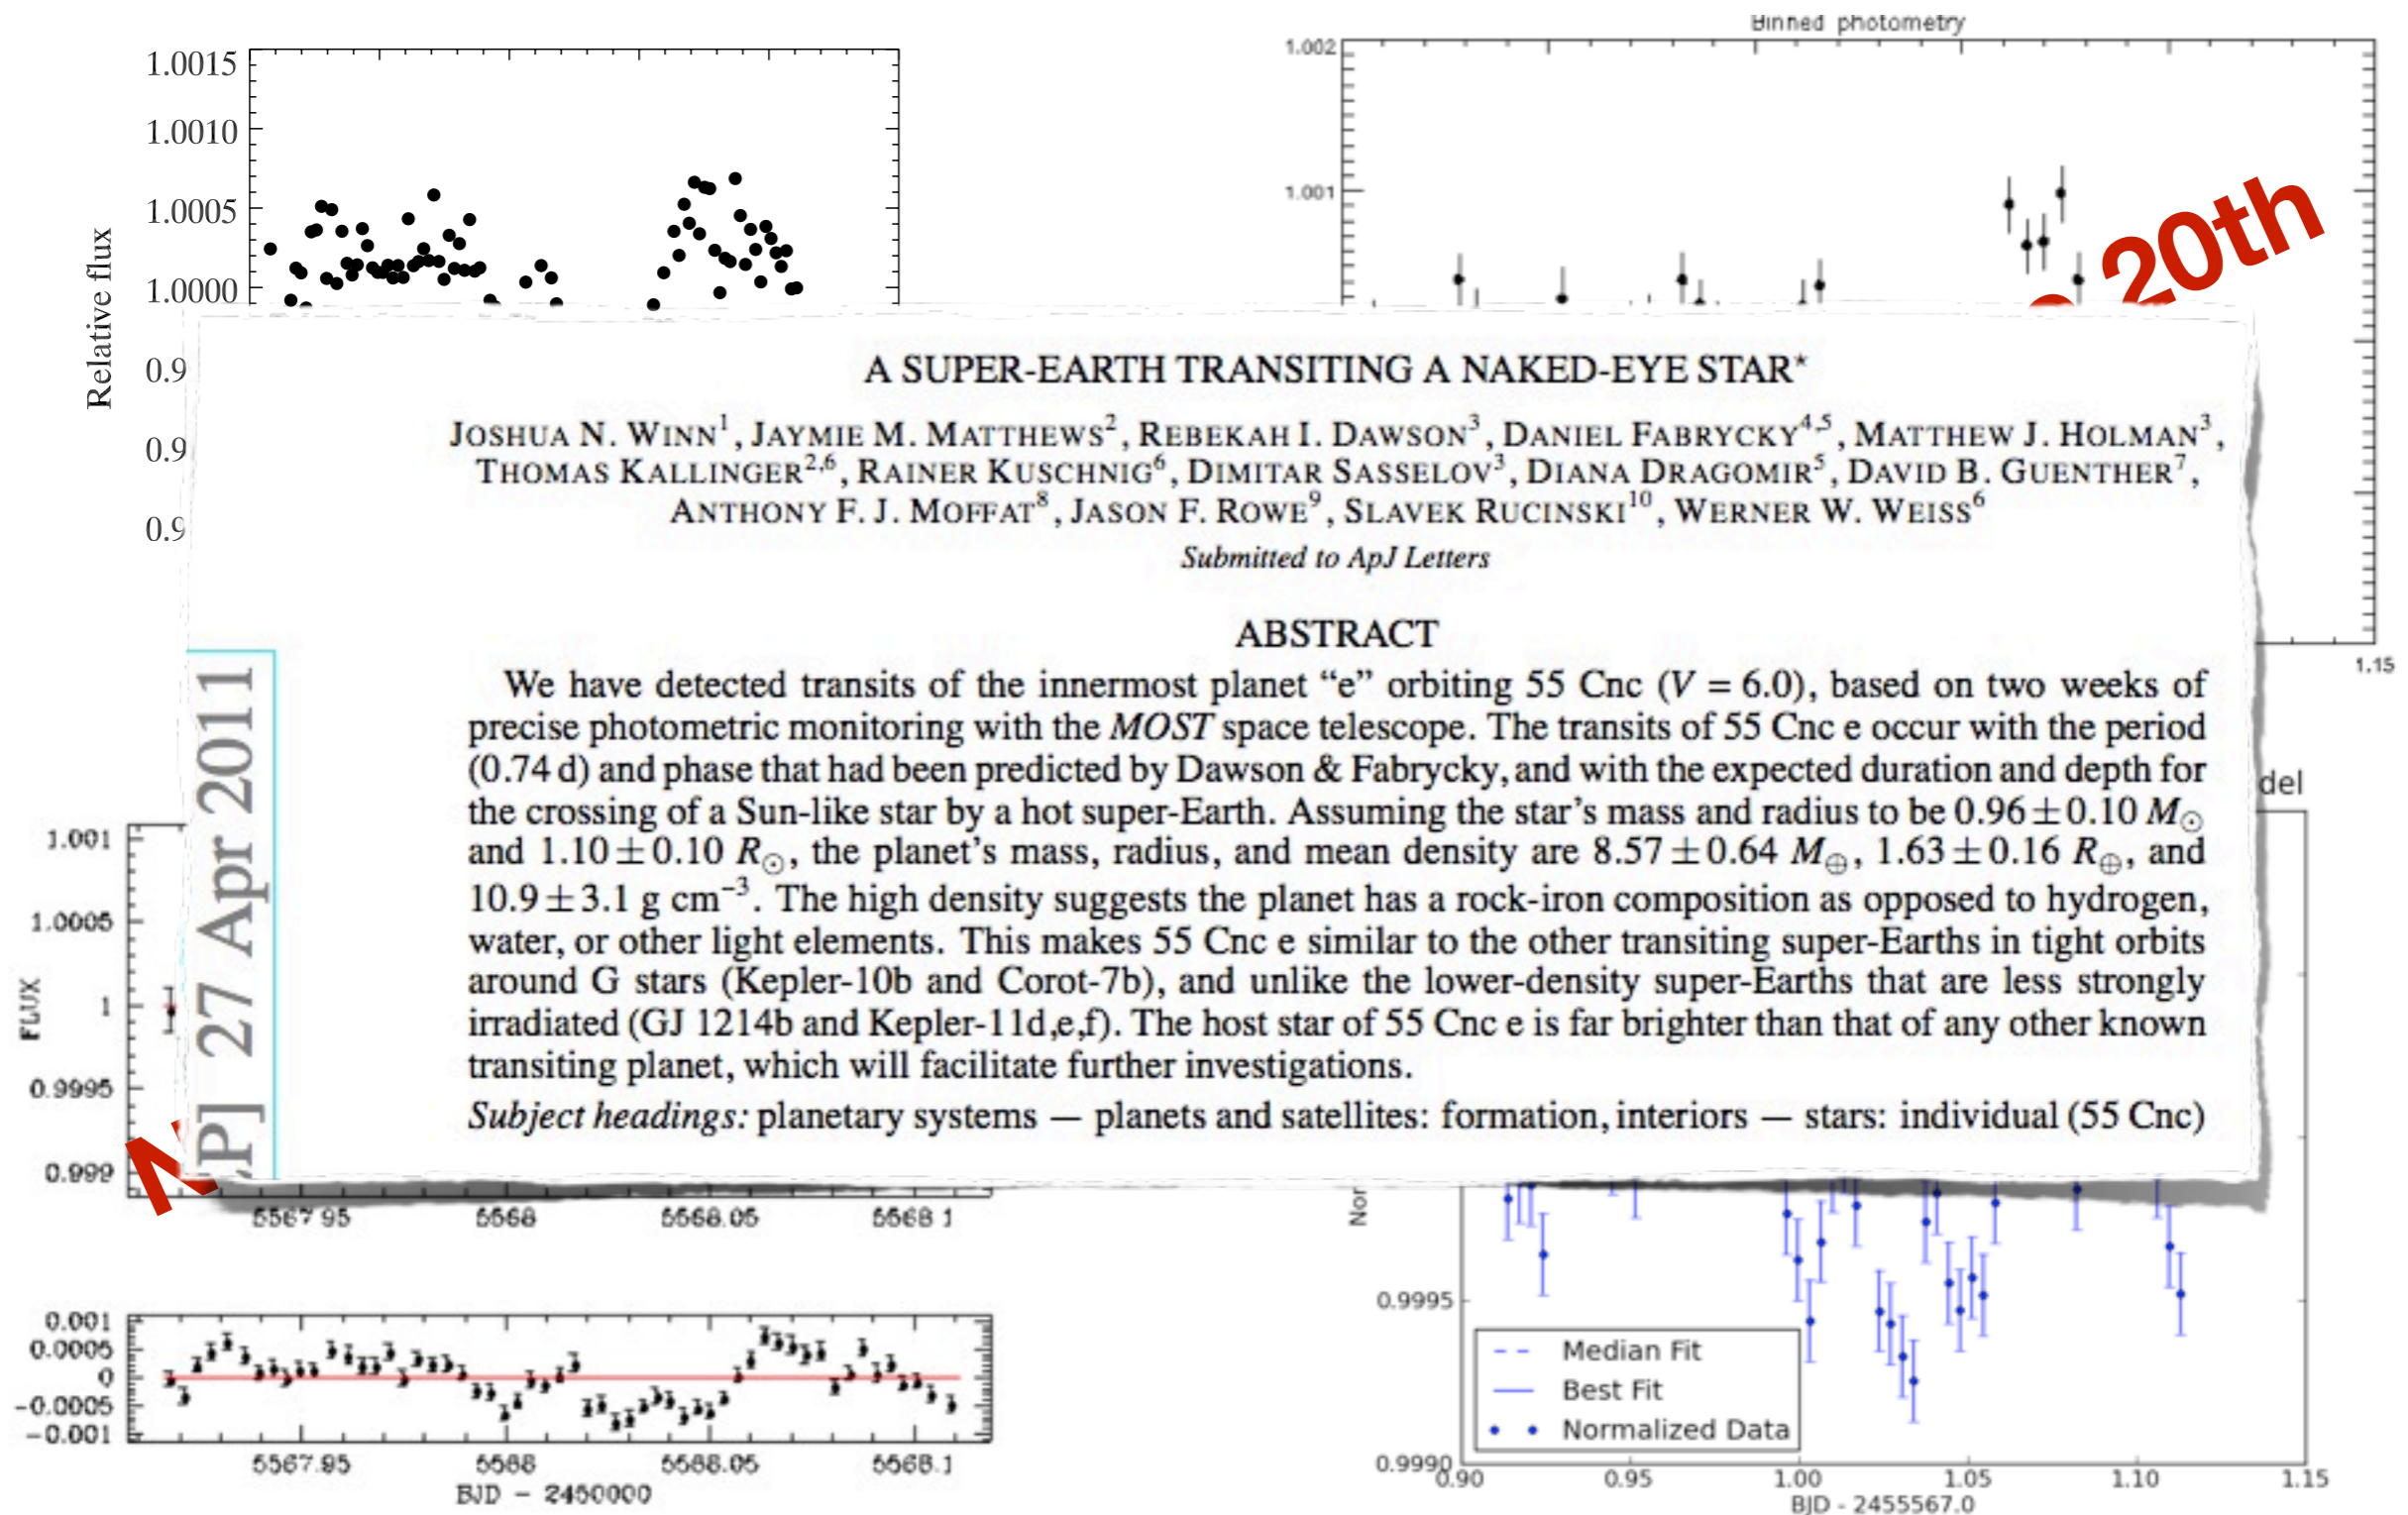 1.0015
1.0010
1.0005
1.0000
0.9
0.9
0.9
Relative flux
Binned photometry
1.002
1.001
1.15
20th
A SUPER-EARTH TRANSITING A NAKED-EYE STAR*
JOSHUA N. WINN1, JAYMIE M. MATTHEWS2, REBEKAH I. DAWSON3, DANIEL FABRYCKY4,5, MATTHEW J. HOLMAN3,
THOMAS KALLINGER2,6, RAINER KUSCHNIG6, DIMITAR SASSELOV3, DIANA DRAGOMIR5, DAVID B. GUENTHER7,
ANTHONY F. J. MOFFAT8, JASON F. ROWE9, SLAVEK RUCINSKI10, WERNER W. WEISS6
Submitted to ApJ Letters
ABSTRACT
We have detected transits of the innermost planet “e” orbiting 55 Cnc (V = 6.0), based on two weeks of
precise photometric monitoring with the MOST space telescope. The transits of 55 Cnc e occur with the period
(0.74 d) and phase that had been predicted by Dawson & Fabrycky, and with the expected duration and depth for
the crossing of a Sun-like star by a hot super-Earth. Assuming the star’s mass and radius to be 0.96±0.10 M⊙
and 1.10±0.10 R⊙, the planet’s mass, radius, and mean density are 8.57±0.64 M⊕, 1.63±0.16 R⊕, and
10.9±3.1 g cm−3. The high density suggests the planet has a rock-iron composition as opposed to hydrogen,
water, or other light elements. This makes 55 Cnc e similar to the other transiting super-Earths in tight orbits
around G stars (Kepler-10b and Corot-7b), and unlike the lower-density super-Earths that are less strongly
irradiated (GJ 1214b and Kepler-11d,e,f). The host star of 55 Cnc e is far brighter than that of any other known
transiting planet, which will facilitate further investigations.
Subject headings: planetary systems — planets and satellites: formation, interiors — stars: individual (55 Cnc)
P] 27 Apr 2011
del
1.001
1.0005
1
0.9995
0.999
FLUX
N
5567.95 5568 5568.05 5568.1
0.001
0.0005
0
−0.0005
−0.001
5567.95 5568 5568.05 5568.1
BJD − 2450000
Nor
0.9995
0.9990
Median Fit
Best Fit
Normalized Data
0.90 0.95 1.00 1.05 1.10 1.15
BJD - 2455567.0